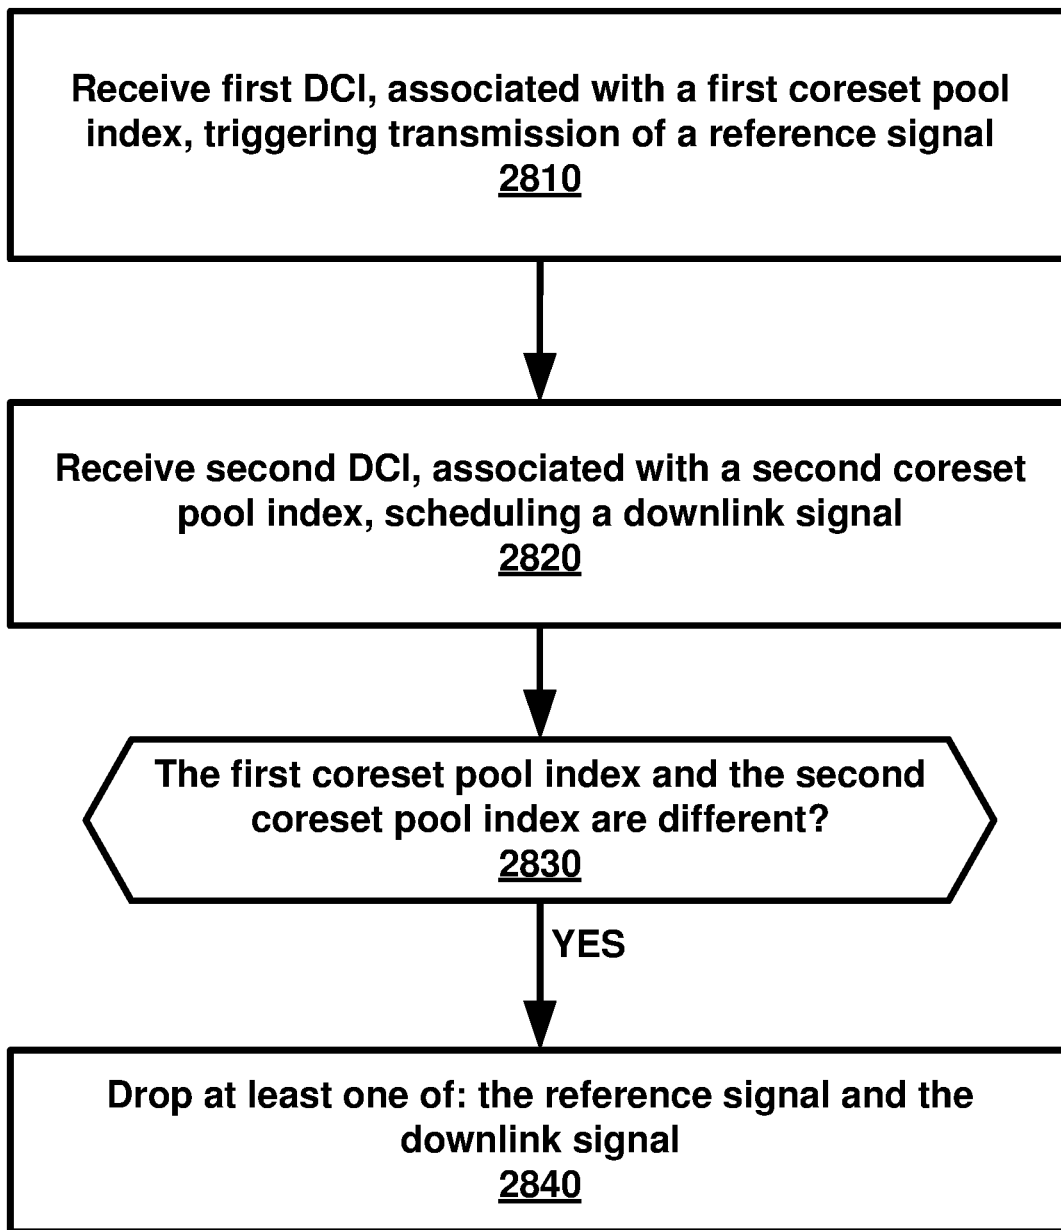 Receive first DCI, associated with a first coreset pool
index, triggering transmission of a reference signal
2810
Receive second DCI, associated with a second coreset
pool index, scheduling a downlink signal
2820
The first coreset pool index and the second
coreset pool index are different?
2830
YES
Drop at least one of: the reference signal and the
downlink signal
2840